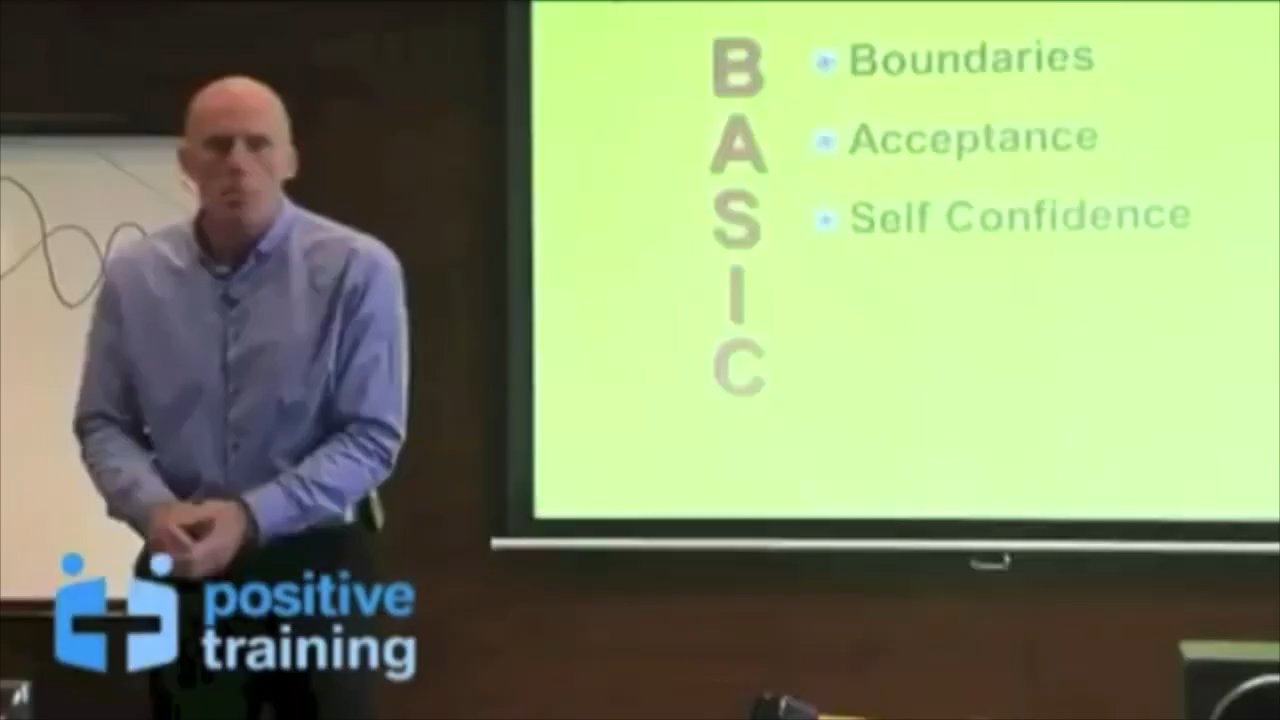 B • Boundaries
A • Acceptance
S • Self Confidence
I
C
positive
training